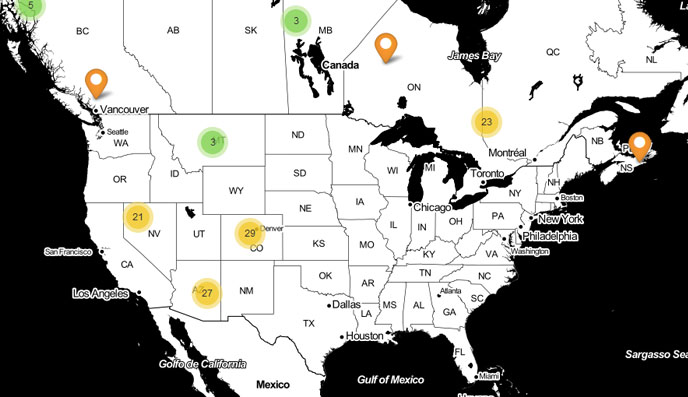 5
BC
AB
SK
3
MB
Canada
James Bay
QC
NL
ON
Vancouver
Seattle
WA
3
MT
ND
MN
23
Montréal
NB
NS
OR
ID
SD
WI
MI
Toronto
NH
Boston
WY
NY
21
NV
UT
29
Denver
CO
NE
IA
Chicago
IL
IN
OH
PA
New York
Philadelphia
Washington
San Francisco
CA
KS
MO
KY
VA
Los Angeles
27
NM
OK
AR
TN
NC
Dallas
TX
LA
MS
AL
Atlanta
GA
SC
Houston
FL
Golfo de California
Mexico
Gulf of Mexico
Miami
Sargasso Sea